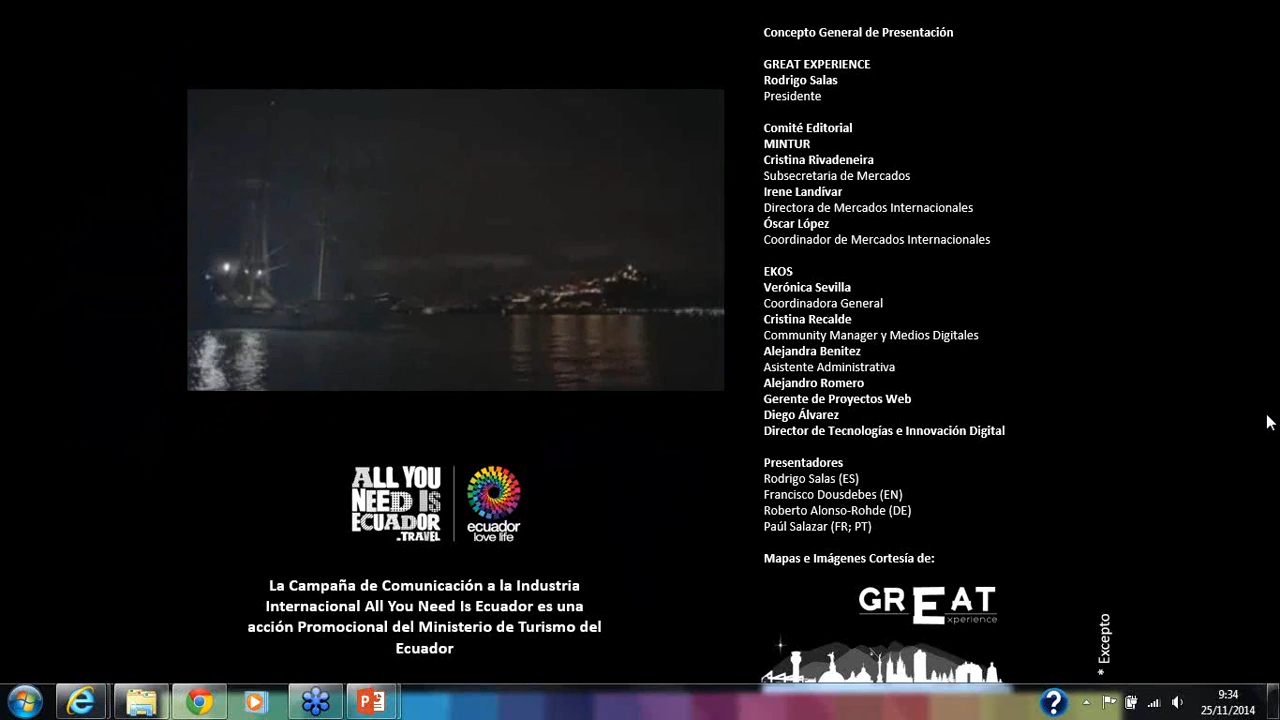 Concepto General de Presentación
GREAT EXPERIENCE
Rodrigo Salas
Presidente
Comité Editorial
MINTUR
Cristina Rivadeneira
Subsecretaria de Mercados
Irene Landívar
Directora de Mercados Internacionales
Óscar López
Coordinador de Mercados Internacionales
EKOS
Verónica Sevilla
Coordinadora General
Cristina Recalde
Community Manager y Medios Digitales
Alejandra Benitez
Asistente Administrativa
Alejandro Romero
Gerente de Proyectos Web
Diego Álvarez
Director de Tecnologías e Innovación Digital
Presentadores
Rodrigo Salas (ES)
Francisco Dousdebes (EN)
Roberto Alonso-Rohde (DE)
Paúl Salazar (FR; PT)
Mapas e Imágenes Cortesía de:
GREAT
xperience
* Excepto
ALL YOU
NEED IS
ECUADOR
.TRAVEL
ecuador
love life
La Campaña de Comunicación a la Industria
Internacional All You Need Is Ecuador es una
acción Promocional del Ministerio de Turismo del
Ecuador
9:34
25/11/2014